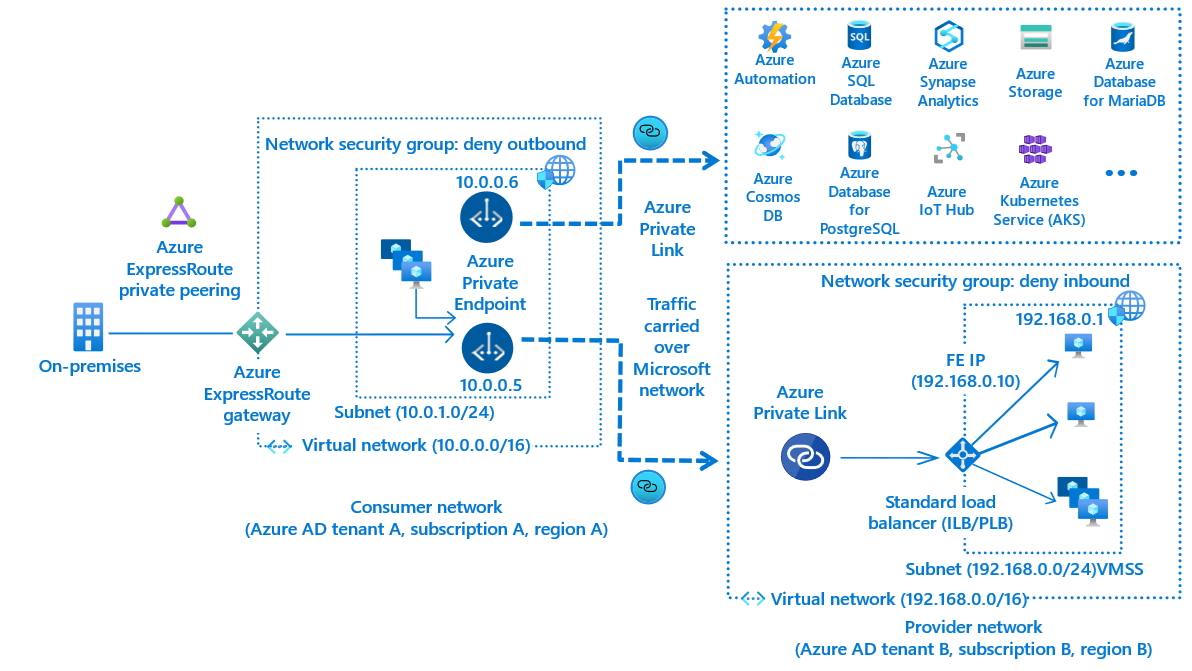 Azure
Automation
SQL
Azure
SQL
Database
Azure
Synapse
Analytics
Azure
Storage
Azure
Database
for MariaDB
Azure
Cosmos
DB
Azure
Database
for
PostgreSQL
Azure
IoT Hub
Azure
Kubernetes
Service (AKS)
Network security group: deny outbound
10.0.0.6
Azure
Private
Endpoint
10.0.0.5
Subnet (10.0.1.0/24)
Virtual network (10.0.0.0/16)
Azure
ExpressRoute
private peering
On-premises
Azure
ExpressRoute
gateway
Consumer network
(Azure AD tenant A, subscription A, region A)
Azure
Private
Link
Traffic
carried
over
Microsoft
network
Network security group: deny inbound
192.168.0.1
FE IP
(192.168.0.10)
Azure
Private Link
Standard load
balancer (ILB/PLB)
Subnet (192.168.0.0/24)VMSS
Virtual network (192.168.0.0/16)
Provider network
(Azure AD tenant B, subscription B, region B)